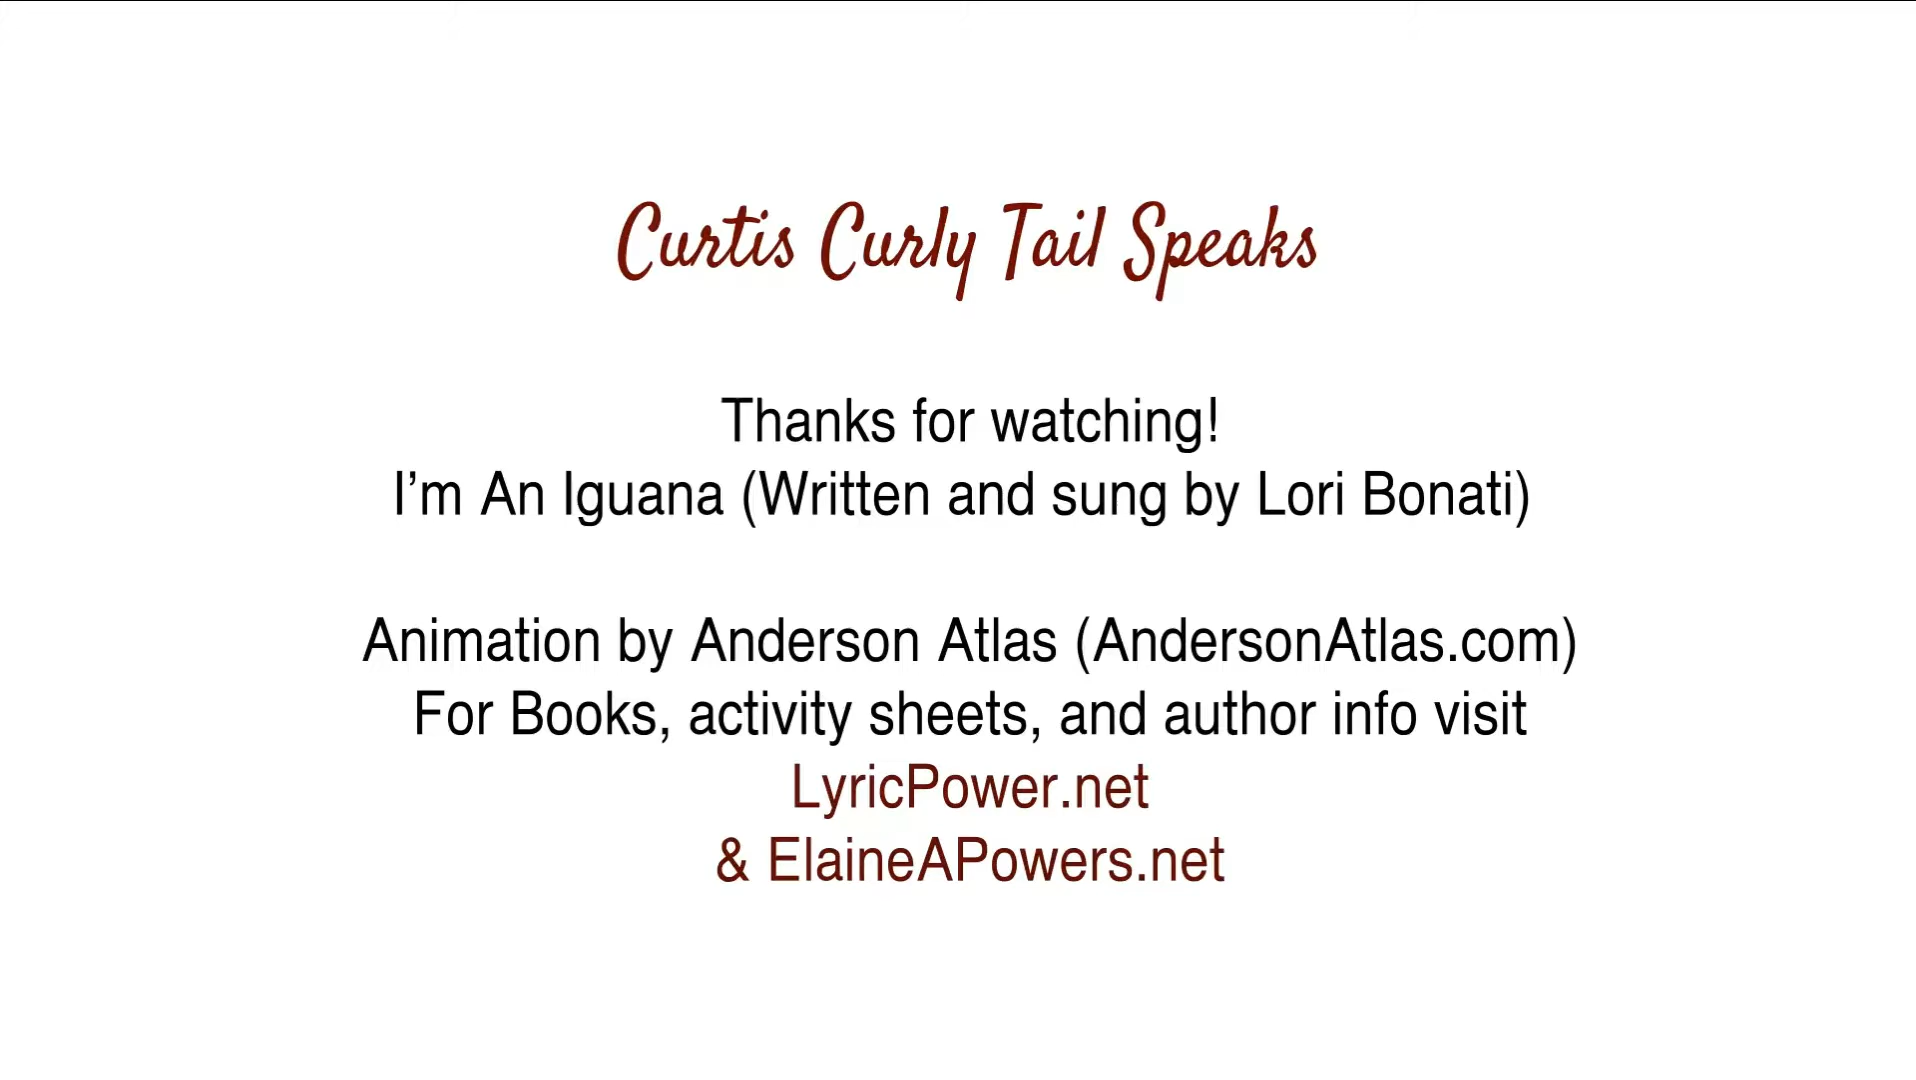 Curtis Curly Tail Speaks
Thanks for watching!
I’m An Iguana (Written and sung by Lori Bonati)
Animation by Anderson Atlas (AndersonAtlas.com)
For Books, activity sheets, and author info visit
LyricPower.net
& ElaineAPowers.net